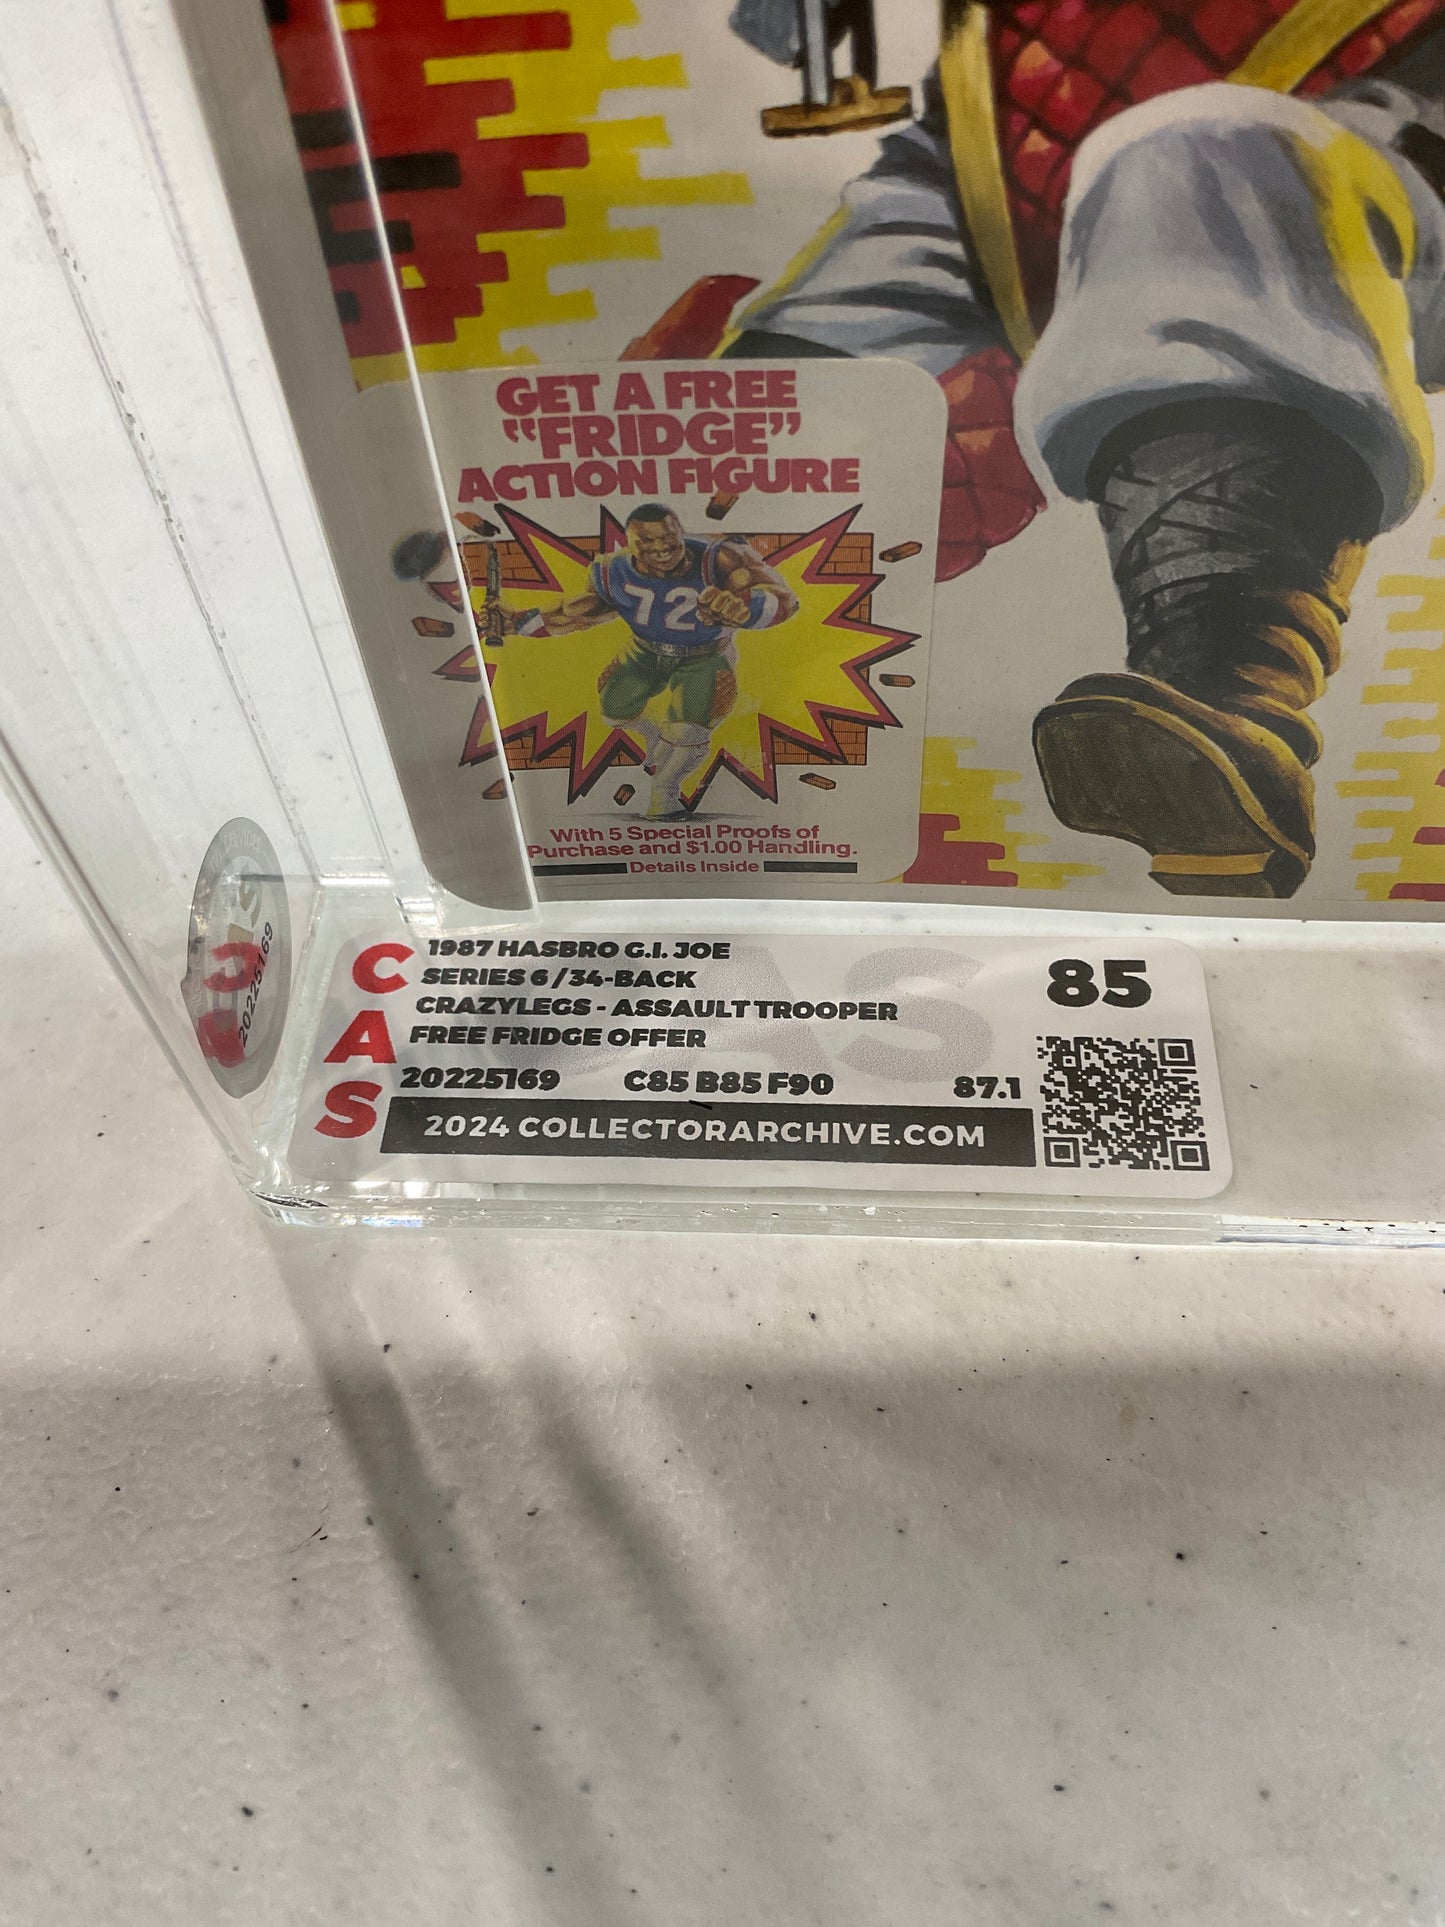 GET A FREE
"FRIDGE"
ACTION FIGURE
72
With 5 Special Proofs of
Purchase and $1.00 Handling.
Details Inside
CAS
1987 HASBRO G.I. JOE
SERIES 6 / 34-BACK
CRAZYLEGS - ASSAULT TROOPER
FREE FRIDGE OFFER
85
20225169 C85 B85 F90 87.1
2024 COLLECTORARCHIVE.COM
20225169